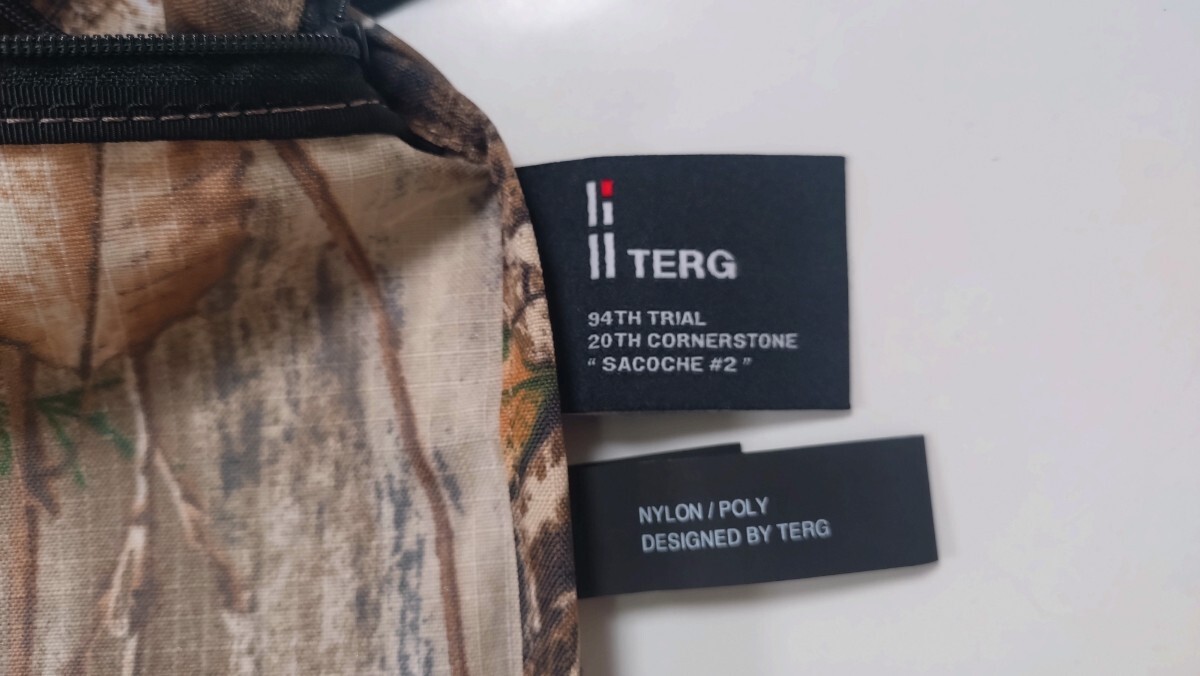 TERG
94TH TRIAL
20TH CORNERSTONE
“ SACOCHE #2 ”
NYLON / POLY
DESIGNED BY TERG